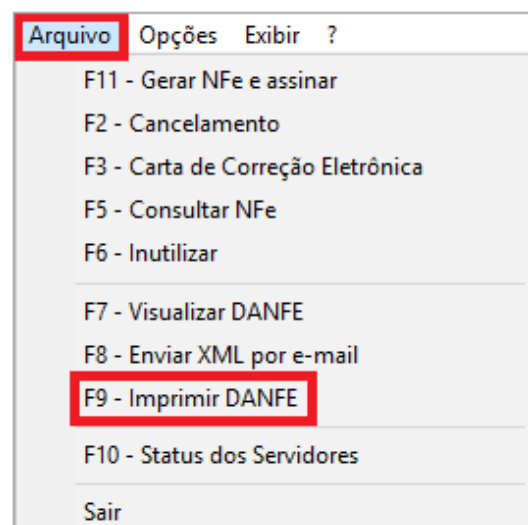 Arquivo Opções Exibir ?
F11 - Gerar NFe e assinar
F2 - Cancelamento
F3 - Carta de Correção Eletrônica
F5 - Consultar NFe
F6 - Inutilizar
F7 - Visualizar DANFE
F8 - Enviar XML por e-mail
F9 - Imprimir DANFE
F10 - Status dos Servidores
Sair